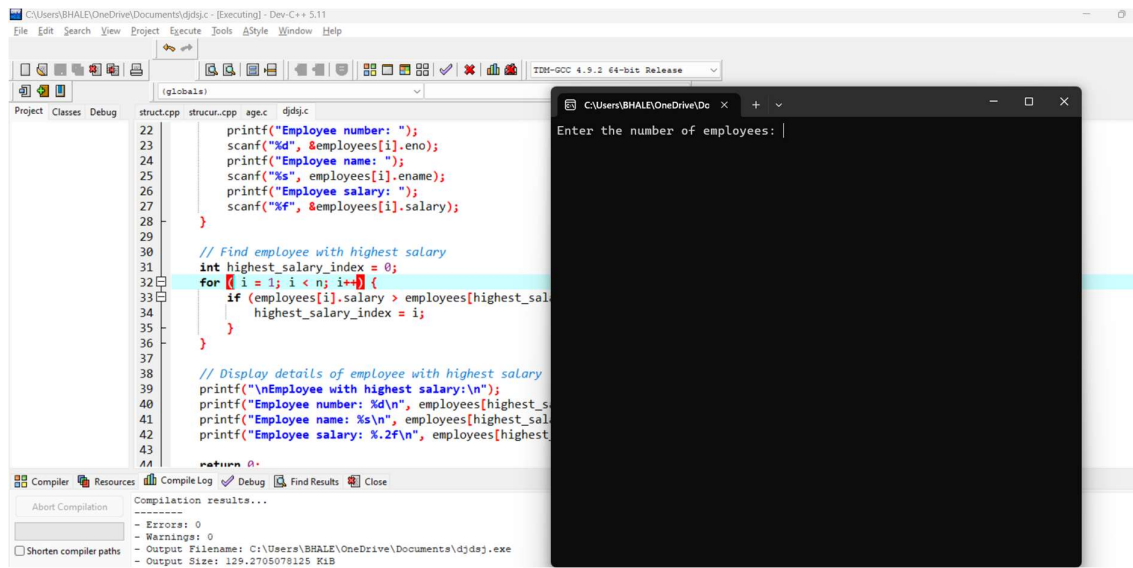 C:\Users\BHALE\OneDrive\Documents\djdsj.c - [Executing] - Dev-C++ 5.11
File Edit Search View Project Execute Tools AStyle Window Help
TDM-GCC 4.9.2 64-bit Release
(globals)
Project Classes Debug
struct.cpp strucur..cpp age.c djdsj.c
22 printf("Employee number: ");
23 scanf("%d", &employees[i].eno);
24 printf("Employee name: ");
25 scanf("%s", employees[i].ename);
26 printf("Employee salary: ");
27 scanf("%f", &employees[i].salary);
28 }
29
30 // Find employee with highest salary
31 int highest_salary_index = 0;
32 for ( i = 1; i < n; i++) {
33 if (employees[i].salary > employees[highest_sal
34 highest_salary_index = i;
35 }
36 }
37
38 // Display details of employee with highest salary
39 printf("\nEmployee with highest salary:\n");
40 printf("Employee number: %d\n", employees[highest_s
41 printf("Employee name: %s\n", employees[highest_sal
42 printf("Employee salary: %.2f\n", employees[highest_
43
44 return 0;
C:\Users\BHALE\OneDrive\Do
Enter the number of employees:
Compiler Resources Compile Log Debug Find Results Close
Abort Compilation
Shorten compiler paths
Compilation results...
--------
- Errors: 0
- Warnings: 0
- Output Filename: C:\Users\BHALE\OneDrive\Documents\djdsj.exe
- Output Size: 129.2705078125 KiB